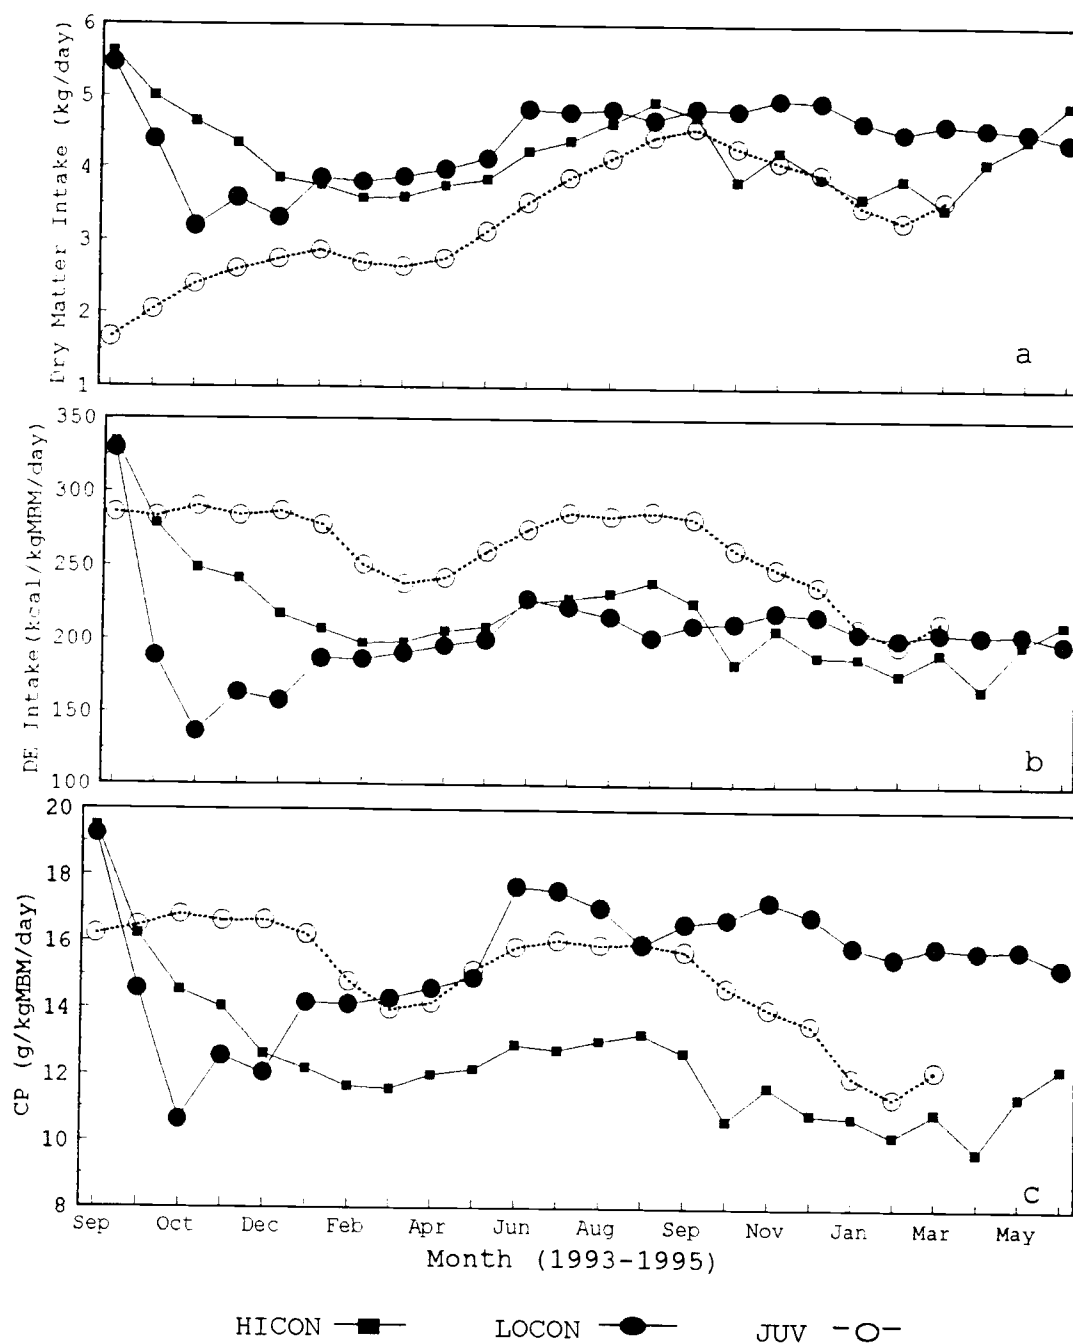 Dry Matter Intake (kg/day)
6
5
4
3
2
1
a
DE Intake (kcal/kgMBM/day)
350
300
250
200
150
100
b
CP (g/kgMBM/day)
20
18
16
14
12
10
8
c
Sep Oct Dec Feb Apr Jun Aug Sep Nov Jan Mar May
Month (1993-1995)
HICON LOCON JUV